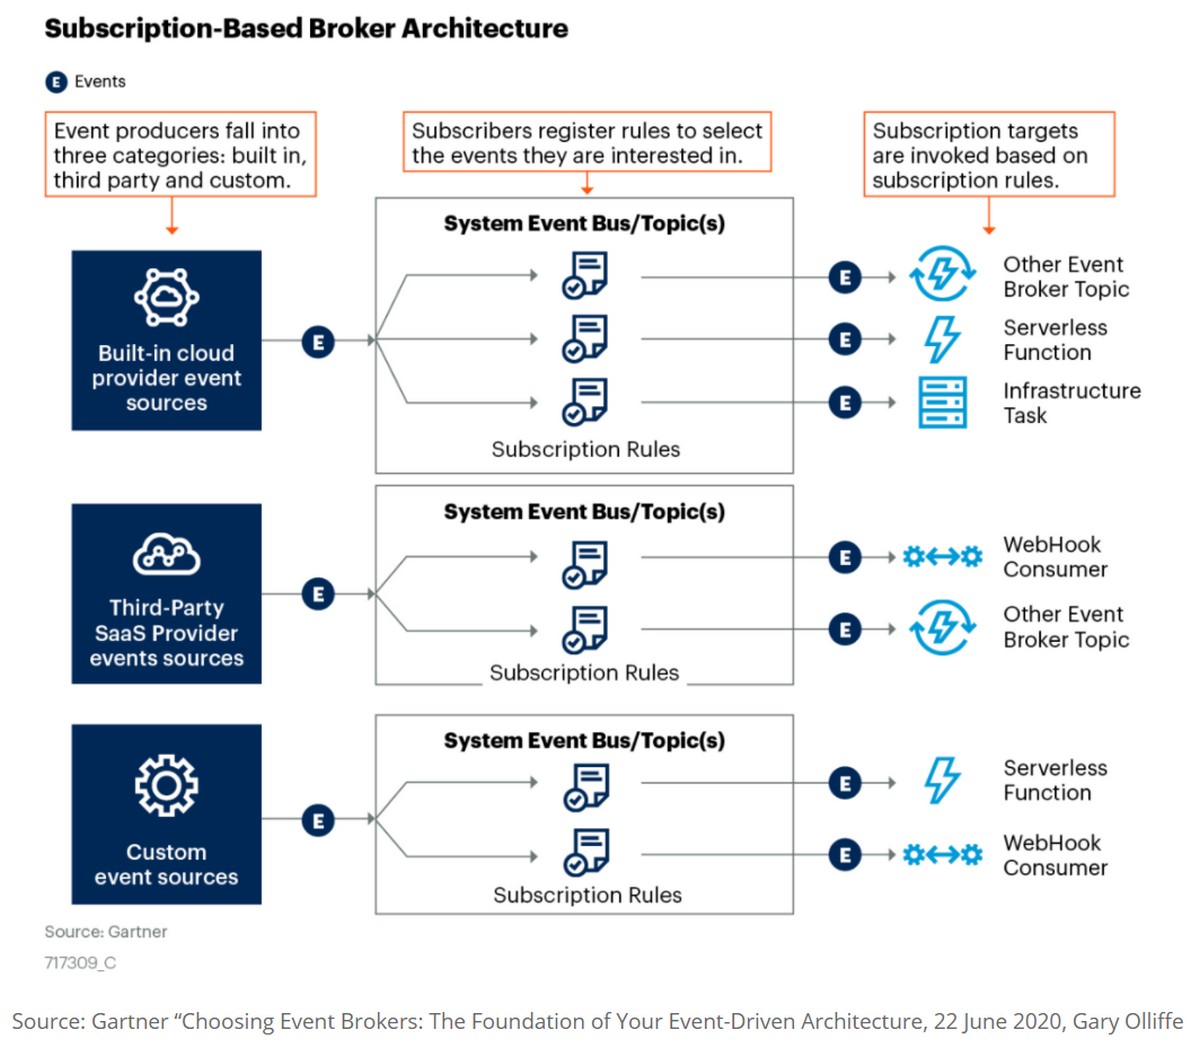 Subscription-Based Broker Architecture
E Events
Event producers fall into
three categories: built in,
third party and custom.
Subscribers register rules to select
the events they are interested in.
Subscription targets
are invoked based on
subscription rules.
Built-in cloud
provider event
sources
E
System Event Bus/Topic(s)
Subscription Rules
E
Other Event
Broker Topic
E
Serverless
Function
E
Infrastructure
Task
Third-Party
SaaS Provider
events sources
E
System Event Bus/Topic(s)
Subscription Rules
E
WebHook
Consumer
E
Other Event
Broker Topic
Custom
event sources
E
System Event Bus/Topic(s)
Subscription Rules
E
Serverless
Function
E
WebHook
Consumer
Source: Gartner
717309_C
Source: Gartner “Choosing Event Brokers: The Foundation of Your Event-Driven Architecture, 22 June 2020, Gary Olliffe